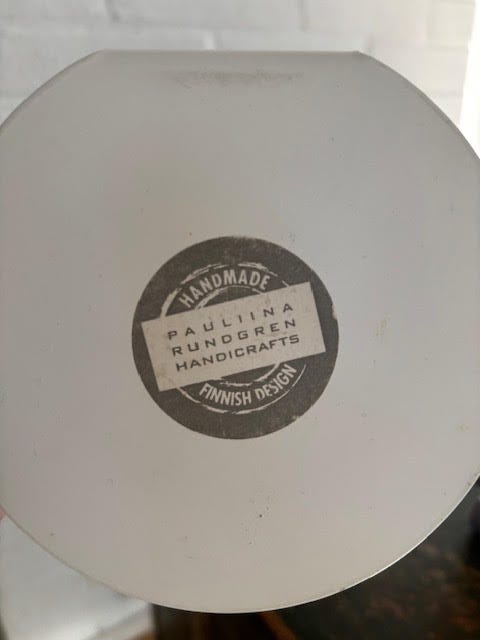 HANDMADE
PAULIINA
RUNDGREN
HANDICRAFTS
FINNISH DESIGN